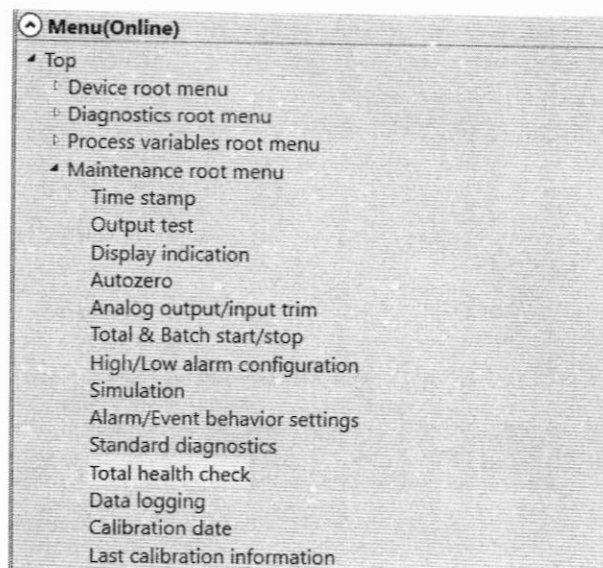 Menu(Online)
Top
Device root menu
Diagnostics root menu
Process variables root menu
Maintenance root menu
Time stamp
Output test
Display indication
Autozero
Analog output/input trim
Total & Batch start/stop
High/Low alarm configuration
Simulation
Alarm/Event behavior settings
Standard diagnostics
Total health check
Data logging
Calibration date
Last calibration information